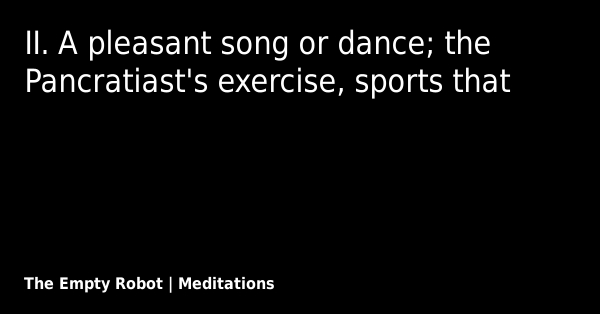 II. A pleasant song or dance; the
Pancratiast's exercise, sports that
The Empty Robot | Meditations